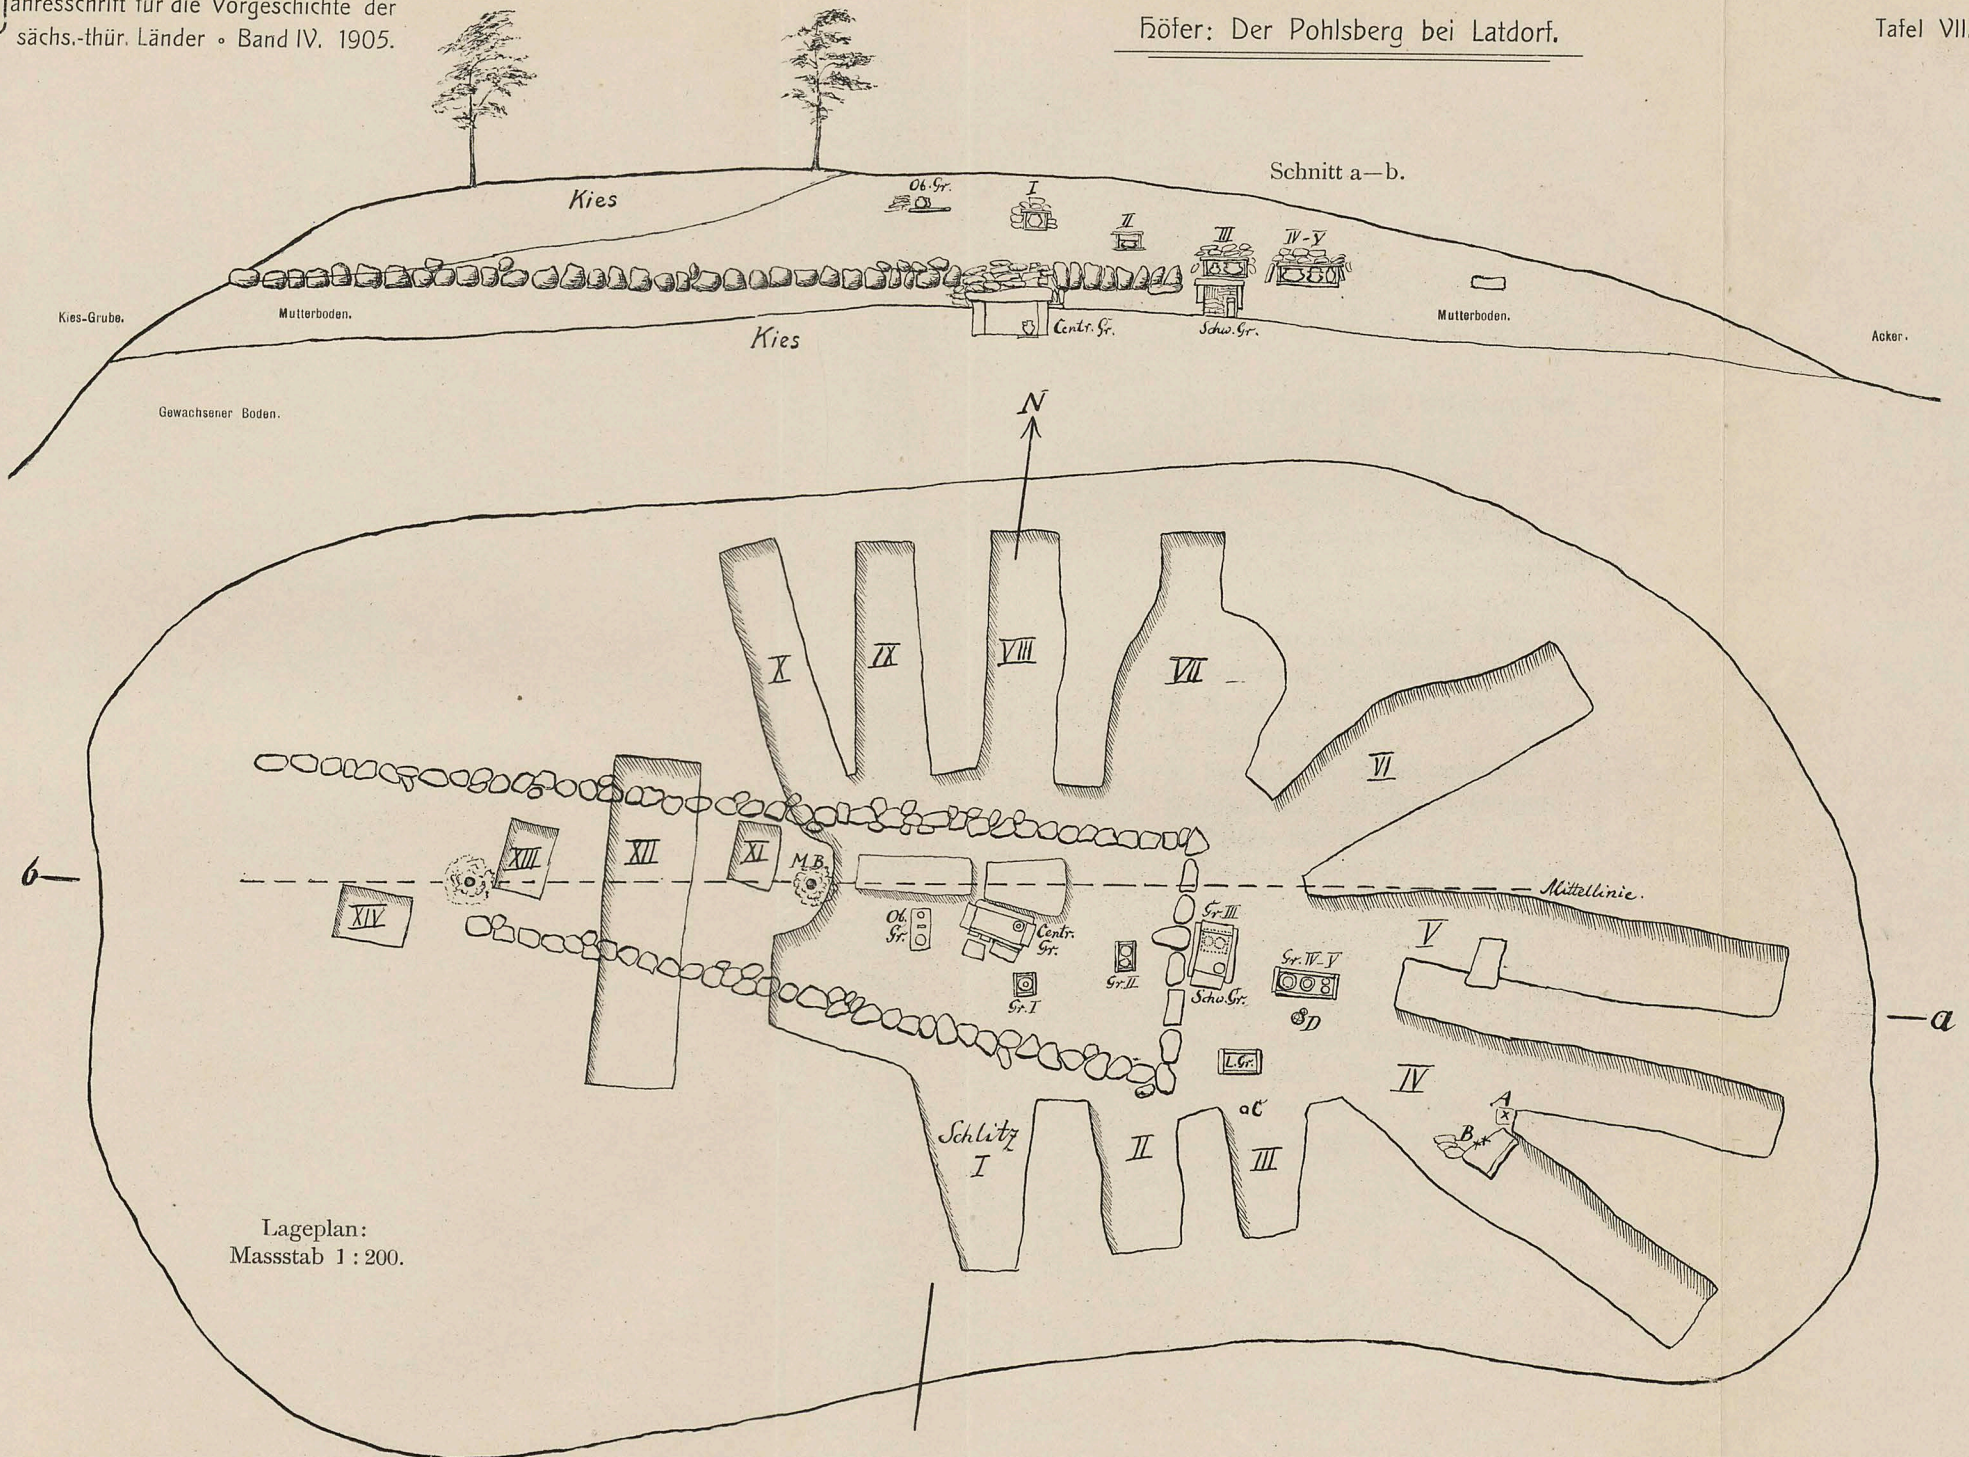 Jahresschrift für die Vorgeschichte der
sächs.-thür. Länder ∘ Band IV. 1905.
Höfer: Der Pohlsberg bei Latdorf.
Tafel VII.
Schnitt a—b.
Kies
Ob. Gr.
I
II
III
IV-V
Kies-Grube.
Mutterboden.
Kies
Centr. Gr.
Schw. Gr.
Mutterboden.
Acker.
Gewachsener Boden.
N
X
IX
VIII
VII
VI
XIII
XII
XI
M.B.
b
XIV
Mittellinie.
Ob.
Gr.
Centr.
Gr.
Gr. III
V
Gr. II
Gr. IV-V
Gr. I
Schw. Gr.
D
a
L. Gr.
IV
C
A
B
Schlitz
I
II
III
Lageplan:
Massstab 1 : 200.